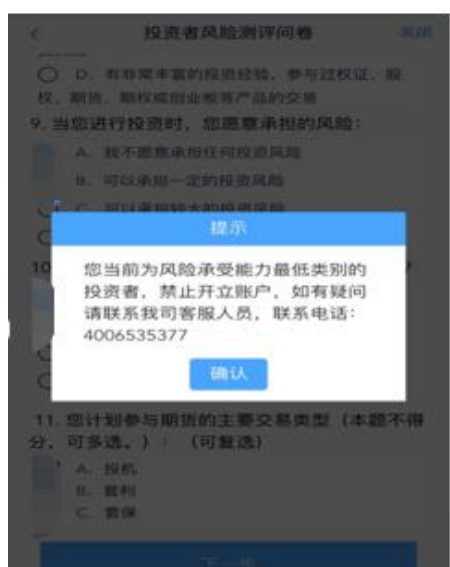 投资者风险测评问卷
关闭
D. 有非常丰富的投资经验，参与过权证、股
权、期货、期权或创业板等产品的交易
9. 当您进行投资时，您愿意承担的风险：
A. 我不愿意承担任何投资风险
B. 可以承担一定的投资风险
C. 可以承担较大的投资风险
提示
10
您当前为风险承受能力最低类别的
投资者，禁止开立账户，如有疑问
请联系我司客服人员，联系电话：
4006535377
确认
11. 您计划参与期货的主要交易类型（本题不得
分，可多选。）：（可复选）
A. 投机
B. 套利
C. 套保
下一步